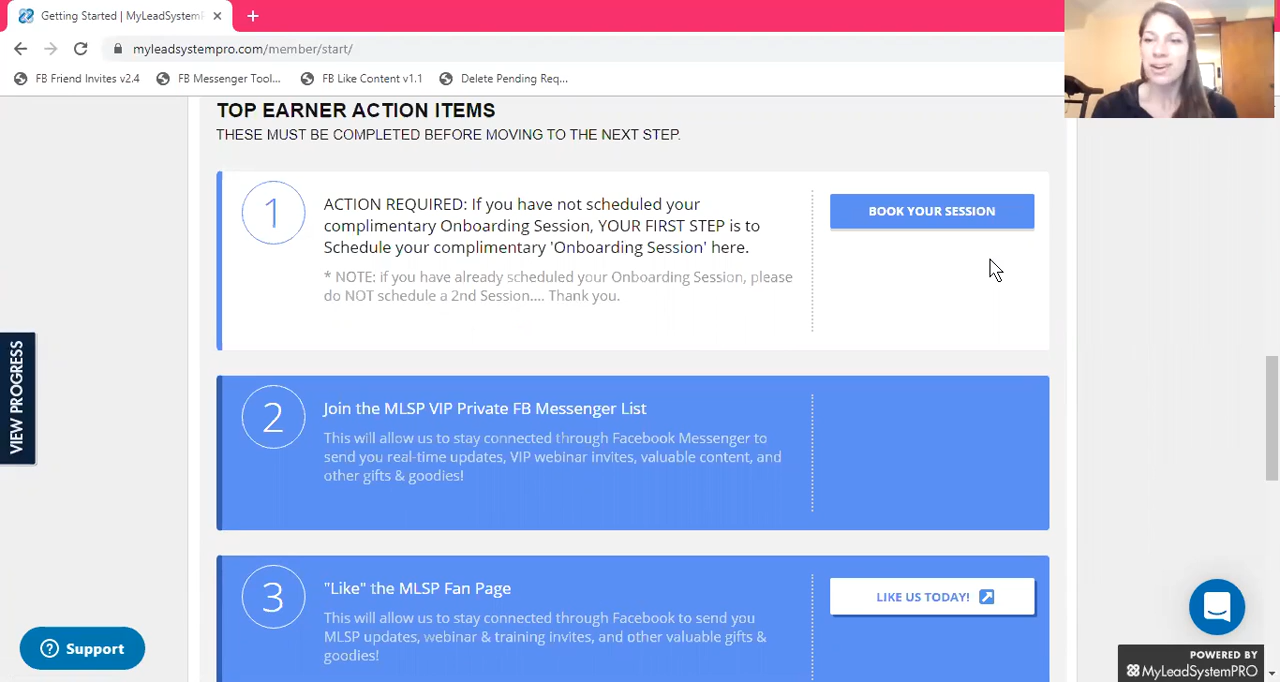 Getting Started | MyLeadSystemP
myleadsystempro.com/member/start/
FB Friend Invites v2.4
FB Messenger Tool...
FB Like Content v1.1
Delete Pending Req...
TOP EARNER ACTION ITEMS
THESE MUST BE COMPLETED BEFORE MOVING TO THE NEXT STEP.
1
ACTION REQUIRED: If you have not scheduled your
complimentary Onboarding Session, YOUR FIRST STEP is to
Schedule your complimentary 'Onboarding Session' here.
* NOTE: if you have already scheduled your Onboarding Session, please
do NOT schedule a 2nd Session.... Thank you.
BOOK YOUR SESSION
2
Join the MLSP VIP Private FB Messenger List
This will allow us to stay connected through Facebook Messenger to
send you real-time updates, VIP webinar invites, valuable content, and
other gifts & goodies!
3
"Like" the MLSP Fan Page
This will allow us to stay connected through Facebook to send you
MLSP updates, webinar & training invites, and other valuable gifts &
goodies!
LIKE US TODAY!
VIEW PROGRESS
Support
POWERED BY
MyLeadSystemPRO